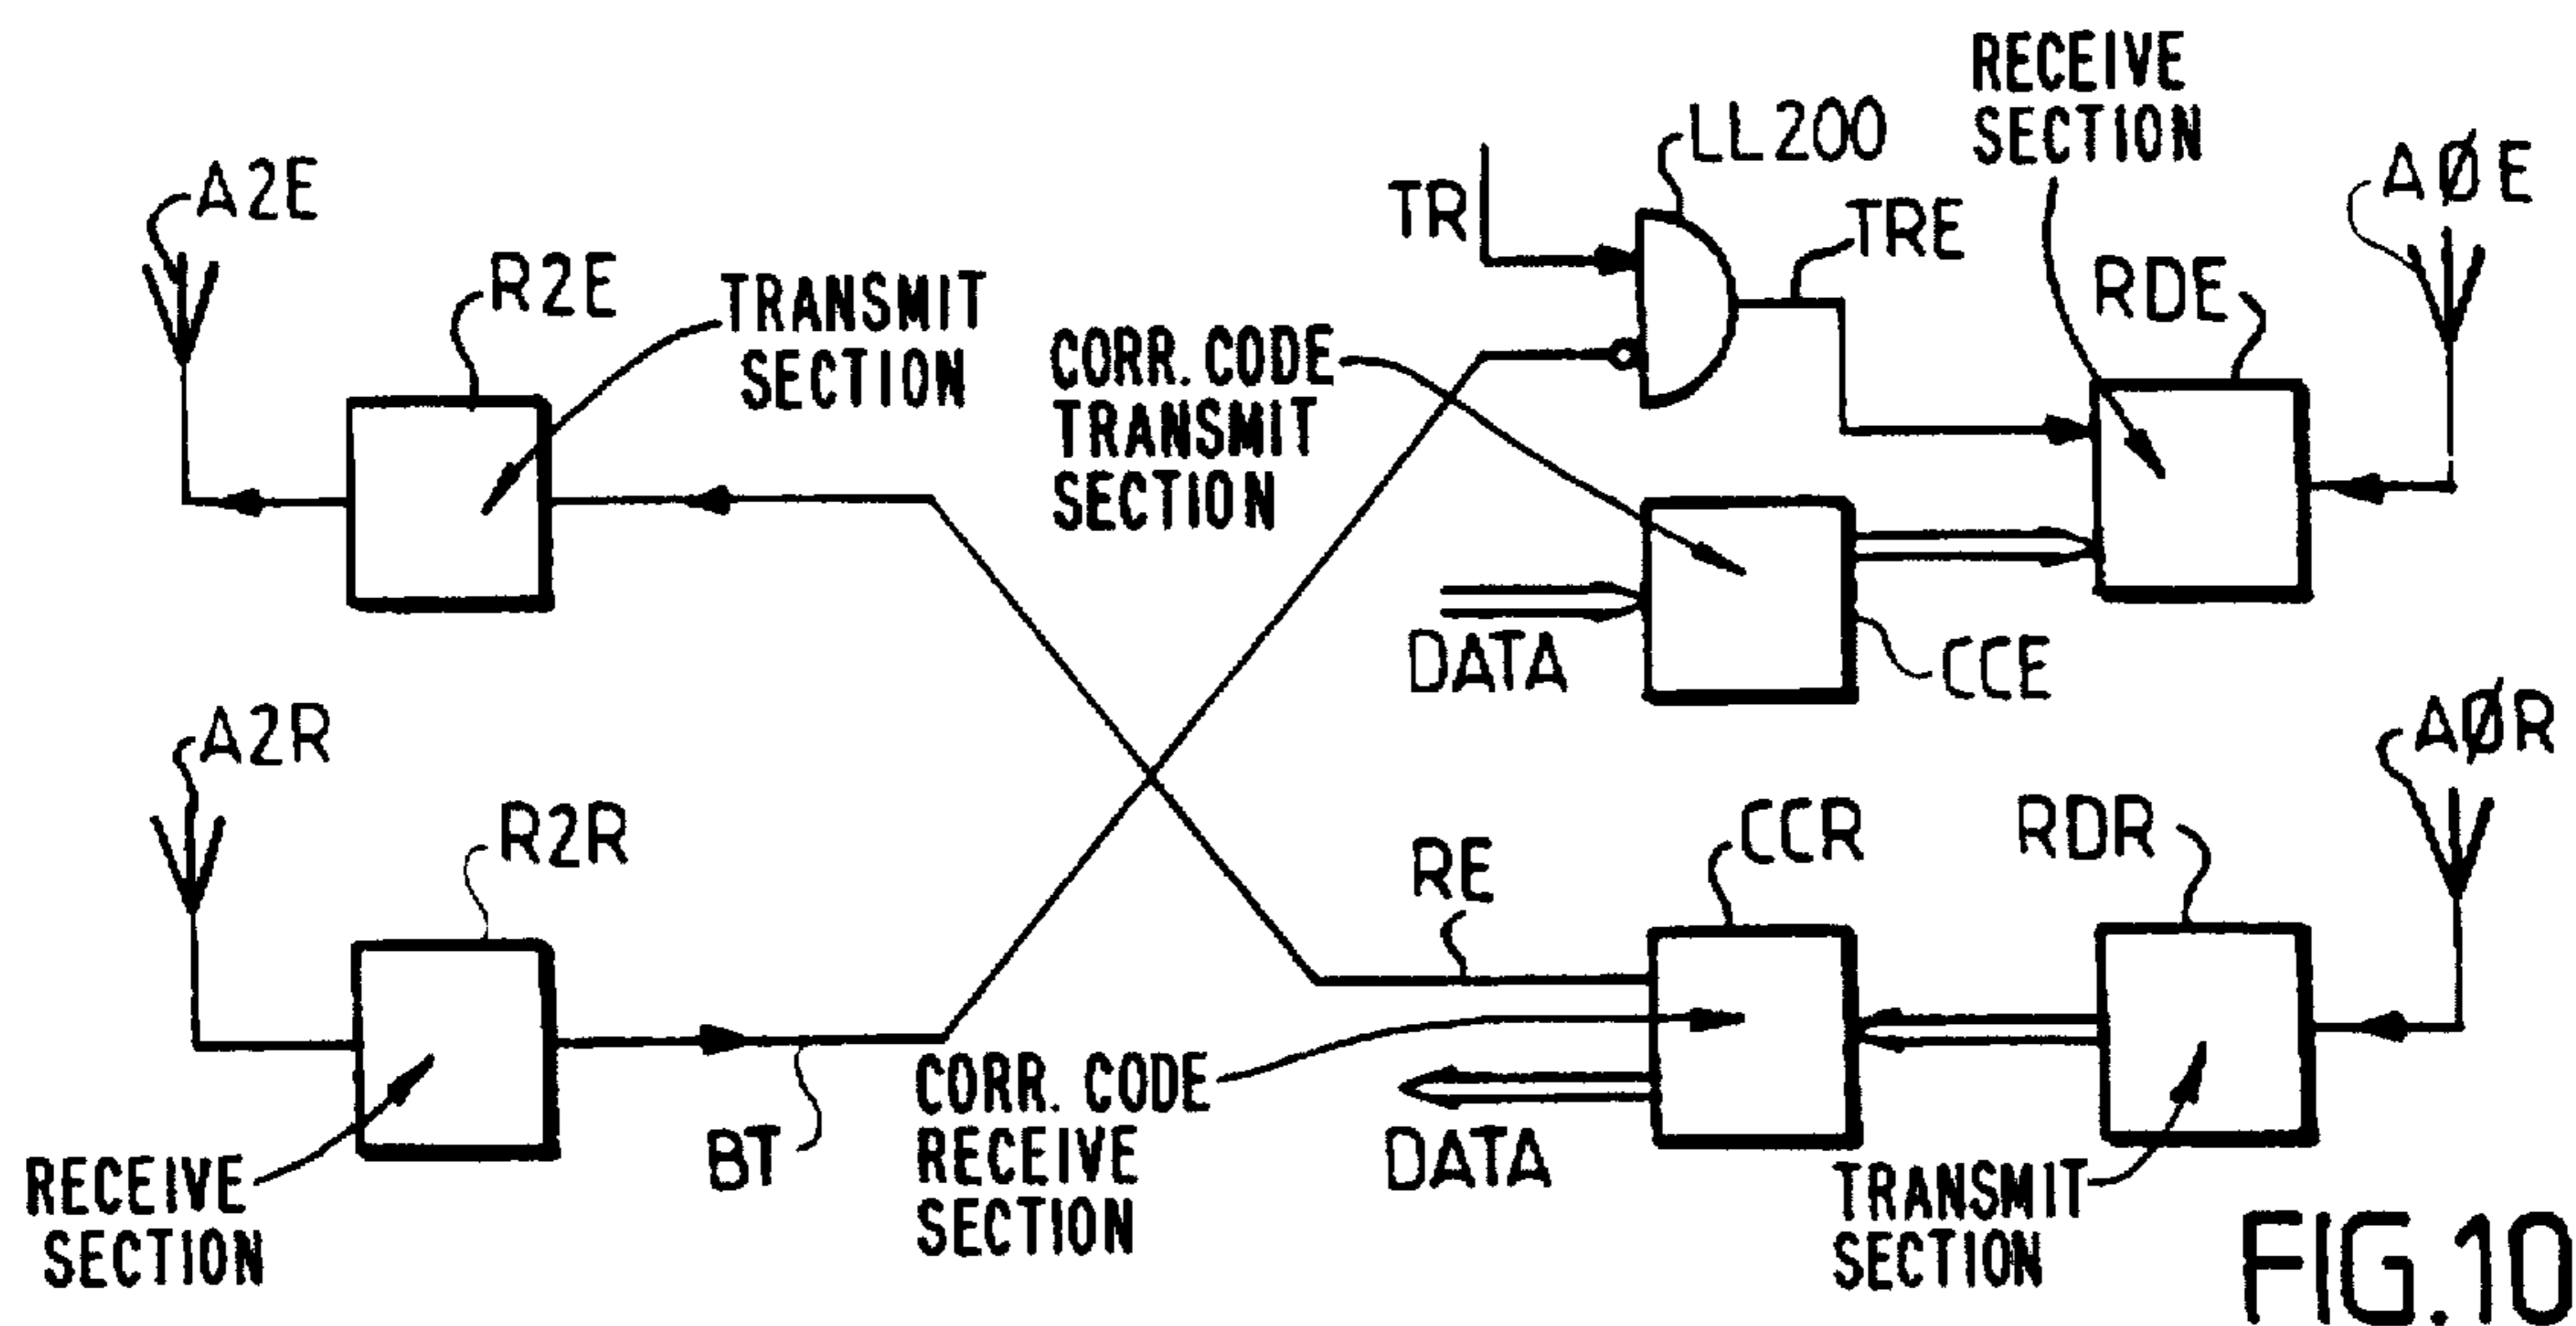 RECEIVE
SECTION
LL200
A2E
TR
AØE
TRE
R2E
TRANSMIT
SECTION
RDE
CORR. CODE
TRANSMIT
SECTION
DATA
CCE
A2R
AØR
R2R
CCR
RDR
RE
CORR. CODE
RECEIVE
SECTION
BT
DATA
RECEIVE
SECTION
TRANSMIT
SECTION
FIG.10